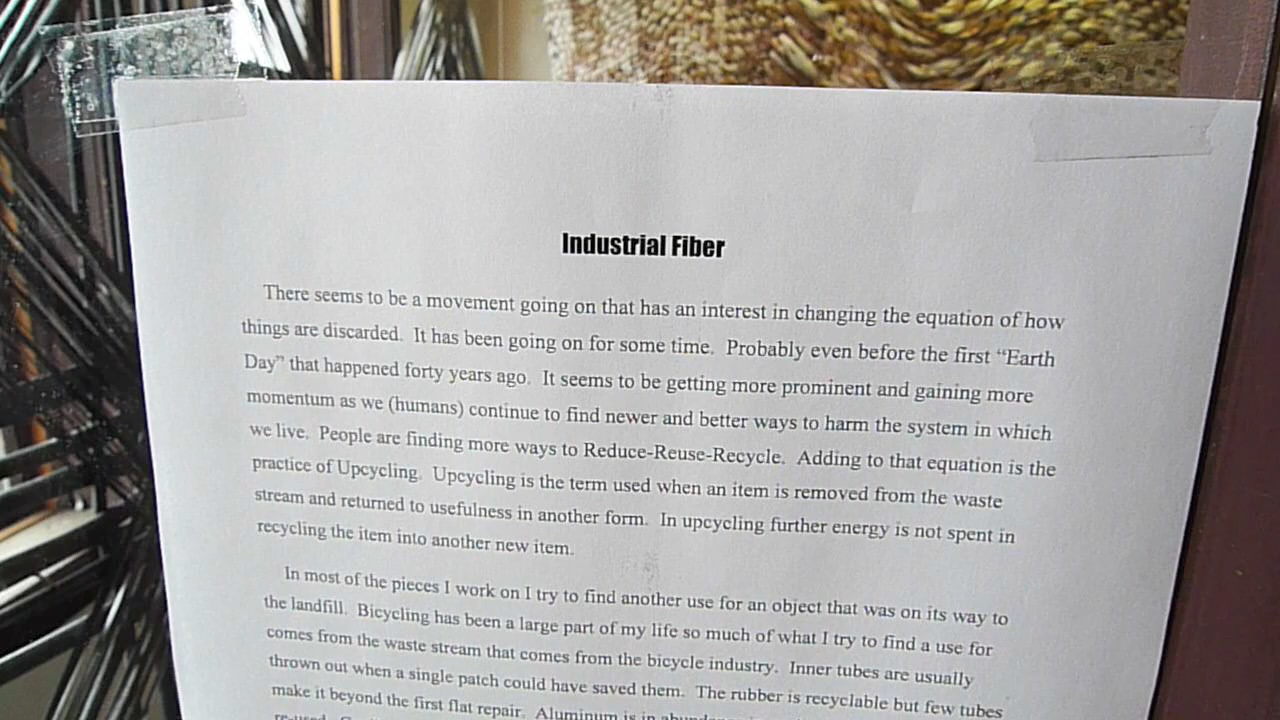 Industrial Fiber
There seems to be a movement going on that has an interest in changing the equation of how
things are discarded. It has been going on for some time. Probably even before the first “Earth
Day” that happened forty years ago. It seems to be getting more prominent and gaining more
momentum as we (humans) continue to find newer and better ways to harm the system in which
we live. People are finding more ways to Reduce-Reuse-Recycle. Adding to that equation is the
practice of Upcycling. Upcycling is the term used when an item is removed from the waste
stream and returned to usefulness in another form. In upcycling further energy is not spent in
recycling the item into another new item.
In most of the pieces I work on I try to find another use for an object that was on its way to
the landfill. Bicycling has been a large part of my life so much of what I try to find a use for
comes from the waste stream that comes from the bicycle industry. Inner tubes are usually
thrown out when a single patch could have saved them. The rubber is recyclable but few tubes
make it beyond the first flat repair. Aluminum is in